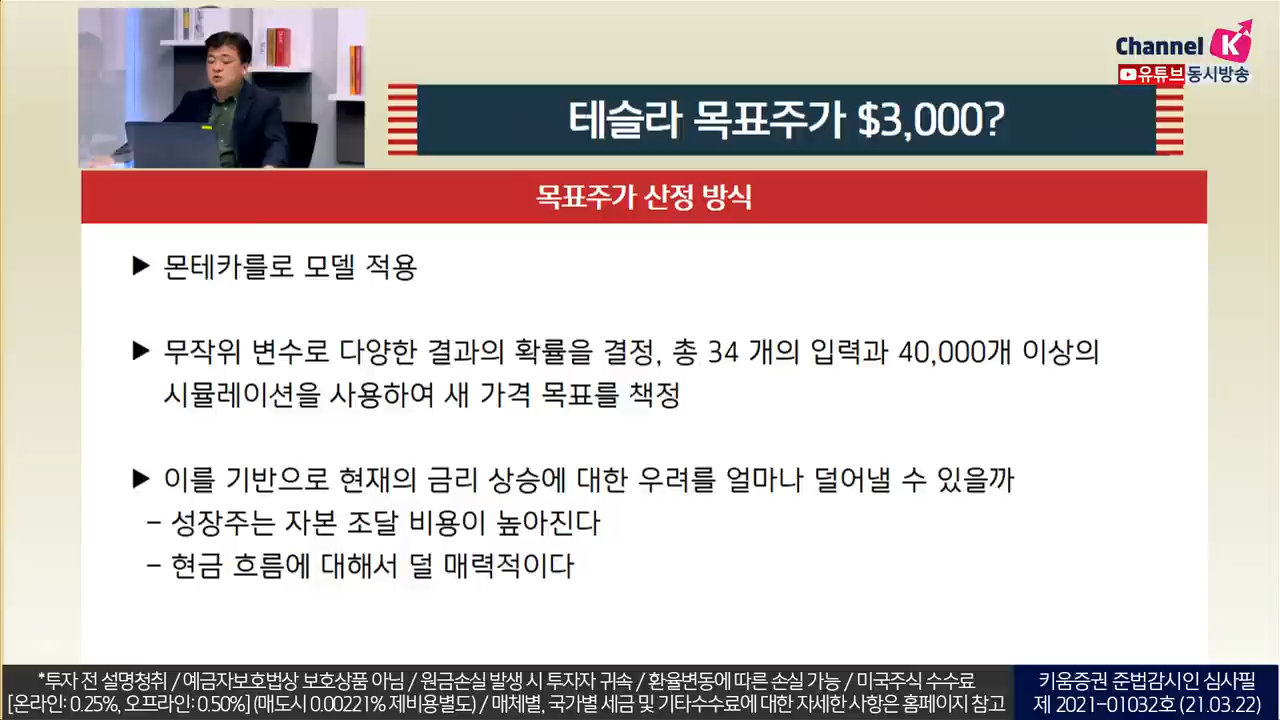 Channel K
유튜브 동시방송
테슬라 목표주가 $3,000?
목표주가 산정 방식
▶ 몬테카를로 모델 적용
▶ 무작위 변수로 다양한 결과의 확률을 결정, 총 34 개의 입력과 40,000개 이상의
시뮬레이션을 사용하여 새 가격 목표를 책정
▶ 이를 기반으로 현재의 금리 상승에 대한 우려를 얼마나 덜어낼 수 있을까
– 성장주는 자본 조달 비용이 높아진다
– 현금 흐름에 대해서 덜 매력적이다
*투자 전 설명청취 / 예금자보호법상 보호상품 아님 / 원금손실 발생 시 투자자 귀속 / 환율변동에 따른 손실 가능 / 미국주식 수수료
[온라인: 0.25%, 오프라인: 0.50%] (매도시 0.00221% 제비용별도) / 매체별, 국가별 세금 및 기타수수료에 대한 자세한 사항은 홈페이지 참고
키움증권 준법감시인 심사필
제 2021-01032호 (21.03.22)